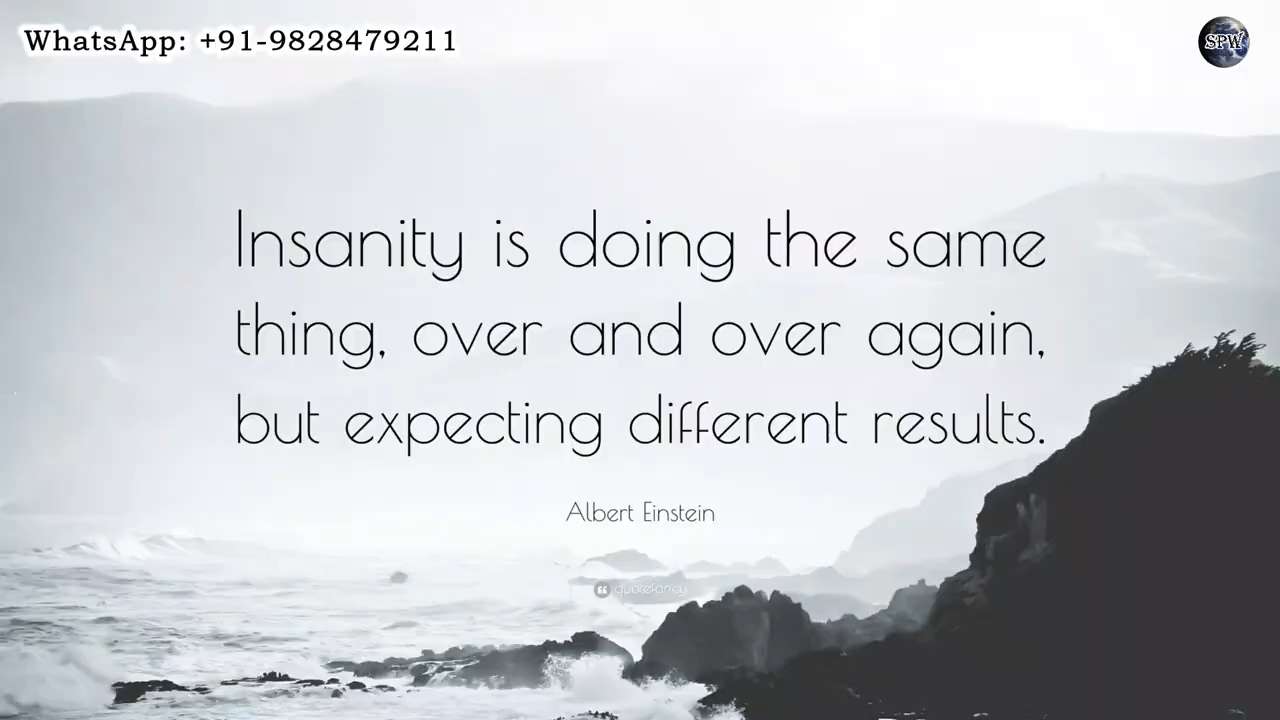 WhatsApp: +91-9828479211
SPW
Insanity is doing the same
thing, over and over again,
but expecting different results.
Albert Einstein
quotefancy